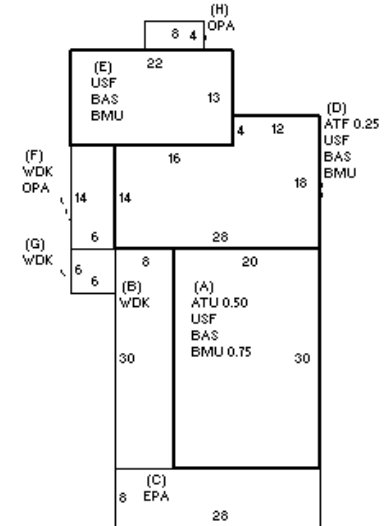 (H)
OPA
8 4
22
(E)
USF
BAS
BMU
13
(D)
ATF 0.25
USF
BAS
BMU
4 12
16
(F)
WDK
OPA
18
14
14
6
28
(G)
WDK
6
6
8
20
(B)
WDK
(A)
ATU 0.50
USF
BAS
BMU 0.75
30
30
(C)
EPA
8
28